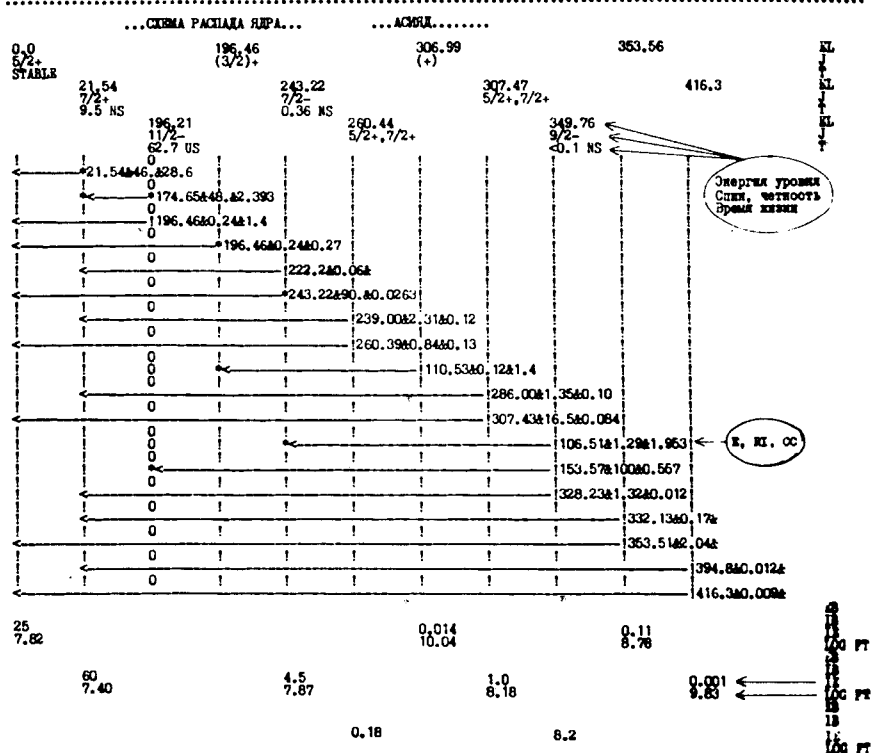 ...СХЕМА РАСПАДА ЯДРА... ...АСИЯД........
0.0 196.46 306.99 353.56 EL
5/2+ (3/2)+ (+) J
STABLE T
21.54 243.22 307.47 416.3 EL
7/2+ 7/2- 5/2+,7/2+ J
9.5 NS 0.36 NS T
196.21 260.44 349.76 EL
11/2- 5/2+,7/2+ 9/2- J
62.7 US <0.1 NS T
Энергия уровня
Спин, четность
Время жизни
21.54&46.&28.6
174.65&48.&2.393
196.46&0.24&1.4
196.46&0.24&0.27
222.2&0.06&
243.22&90.&0.0263
239.00&2.31&0.12
260.39&0.84&0.13
110.53&0.12&1.4
286.00&1.35&0.10
307.43&16.5&0.084
106.51&1.29&1.953
E, RI, CC
153.57&100&0.567
328.23&1.32&0.012
332.13&0.17&
353.51&2.04&
394.8&0.012&
416.3&0.009&
25 0.014 0.11
7.82 10.04 8.78 LOG FT
60 4.5 1.0 0.001
7.40 7.87 8.18 9.83 LOG FT
0.18 8.2
LOG FT